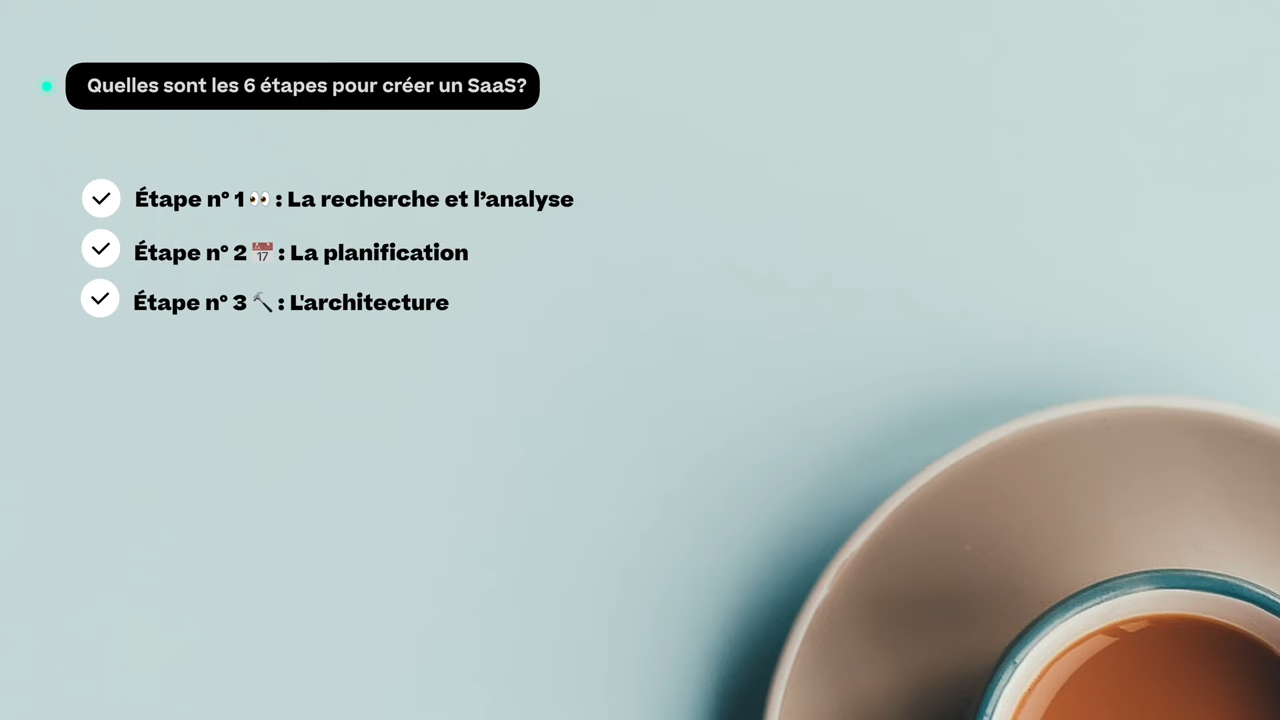 Quelles sont les 6 étapes pour créer un SaaS?
Étape n° 1 👀 : La recherche et l’analyse
Étape n° 2 📅 : La planification
Étape n° 3 🔨 : L'architecture